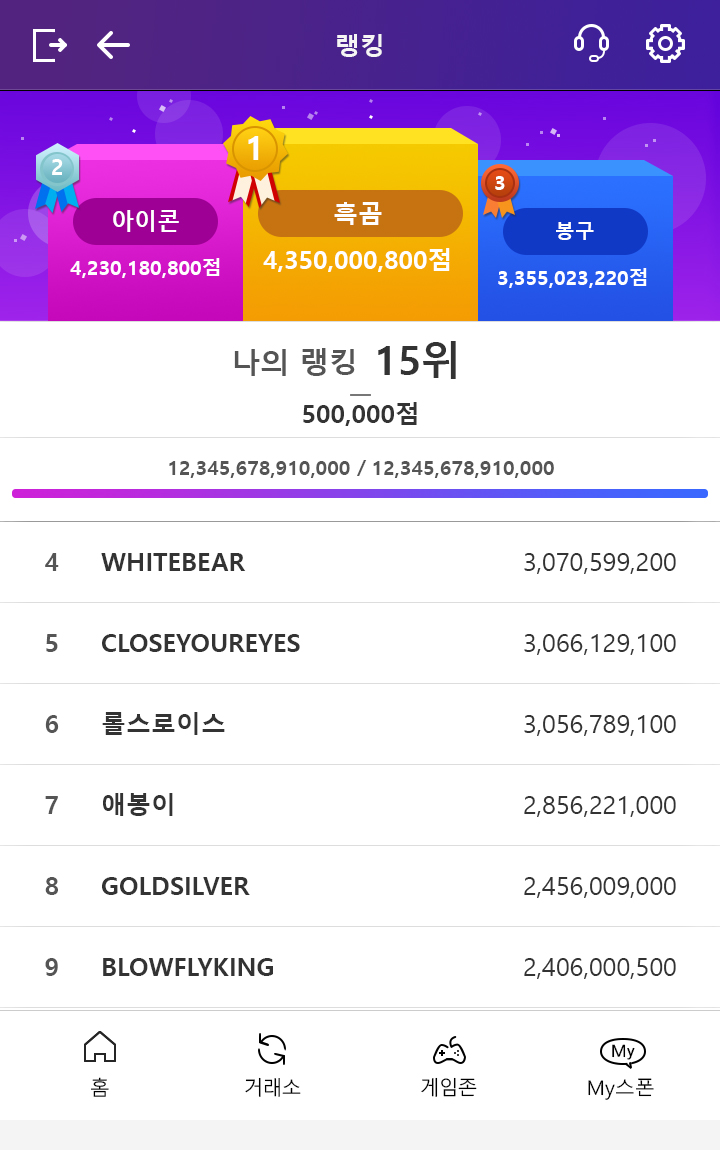 랭킹
2
아이콘
4,230,180,800점
1
흑곰
4,350,000,800점
3
봉구
3,355,023,220점
나의 랭킹 15위
500,000점
12,345,678,910,000 / 12,345,678,910,000
4 WHITEBEAR 3,070,599,200
5 CLOSEYOUREYES 3,066,129,100
6 롤스로이스 3,056,789,100
7 애봉이 2,856,221,000
8 GOLDSILVER 2,456,009,000
9 BLOWFLYKING 2,406,000,500
My
홈 거래소 게임존 My스폰